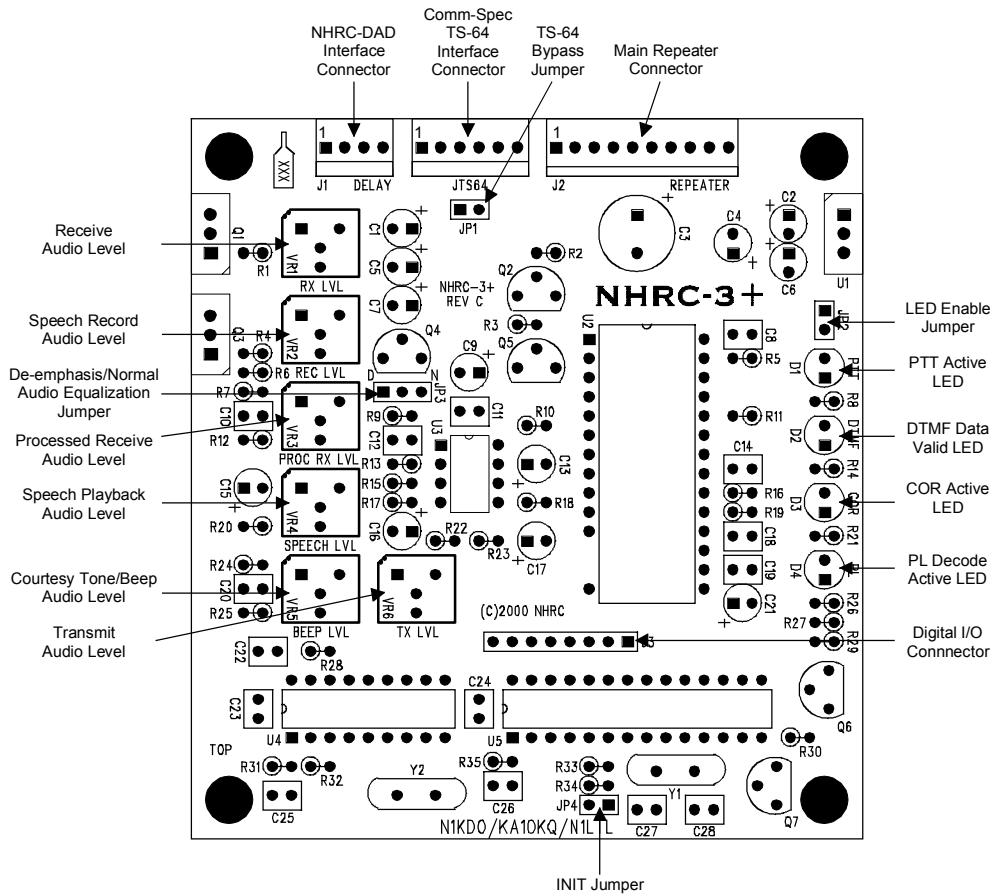 Comm-Spec
NHRC-DAD
TS-64
TS-64
Interface
Interface
Bypass
Main Repeater
Connector
Connector
Jumper
Connector
XXX
1
1
1
J1
DELAY
JTS64
J2
REPEATER
JP1
C2
C4
C3
C6
U1
Q1
R1
VR1
RX LVL
C1
C5
C7
Q2
R2
NHRC-3+
REV C
NHRC-3+
R3
Q4
Q5
U2
C8
R5
JP2
Q3
R4
R6
VR2
REC LVL
R7
D
N
JP3
C9
C10
R12
VR3
PROC RX LVL
R9
C12
R13
C11
U3
R10
R11
D1
PTT
R8
D2
DTMF
R14
C14
C15
R20
VR4
SPEECH LVL
R15
R17
C16
C13
R18
R16
R19
C18
D3
COR
R21
R24
C20
R25
VR5
BEEP LVL
VR6
TX LVL
R22
R23
C17
C19
C21
D4
PL
R26
R27
R29
(C)2000 NHRC
C22
R28
C23
U4
C24
U5
Q6
R30
TOP
R31
R32
C25
Y2
R35
C26
R33
R34
JP4
Y1
C27
C28
Q7
Receive
Audio Level
Speech Record
Audio Level
De-emphasis/Normal
Audio Equalization
Jumper
Processed Receive
Audio Level
Speech Playback
Audio Level
Courtesy Tone/Beep
Audio Level
Transmit
Audio Level
LED Enable
Jumper
PTT Active
LED
DTMF Data
Valid LED
COR Active
LED
PL Decode
Active LED
Digital I/O
Connnector
N1KDO/KA1OKQ
INIT Jumper